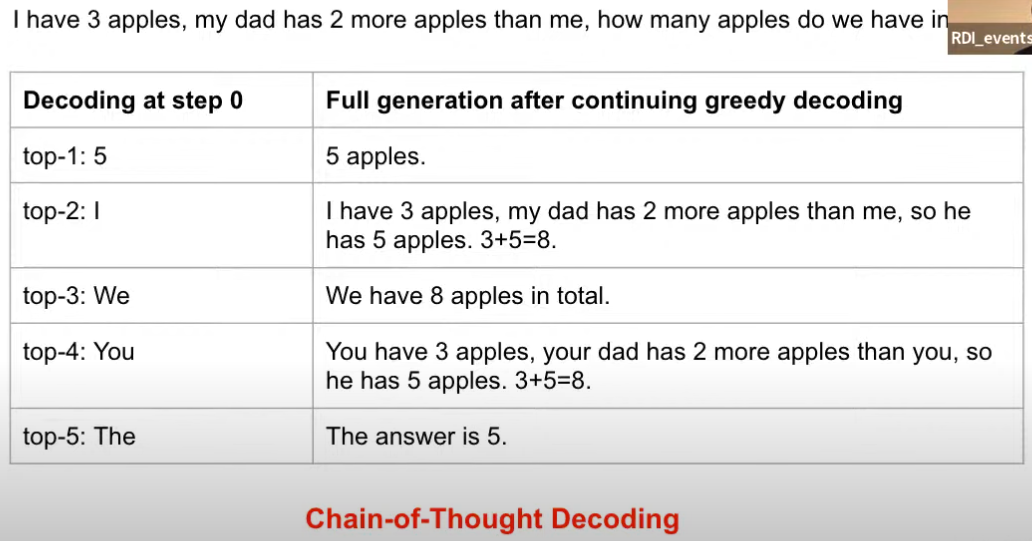 I have 3 apples, my dad has 2 more apples than me, how many apples do we have in
RDI_events
Decoding at step 0
Full generation after continuing greedy decoding
top-1: 5
5 apples.
top-2: I
I have 3 apples, my dad has 2 more apples than me, so he
has 5 apples. 3+5=8.
top-3: We
We have 8 apples in total.
top-4: You
You have 3 apples, your dad has 2 more apples than you, so
he has 5 apples. 3+5=8.
top-5: The
The answer is 5.
Chain-of-Thought Decoding